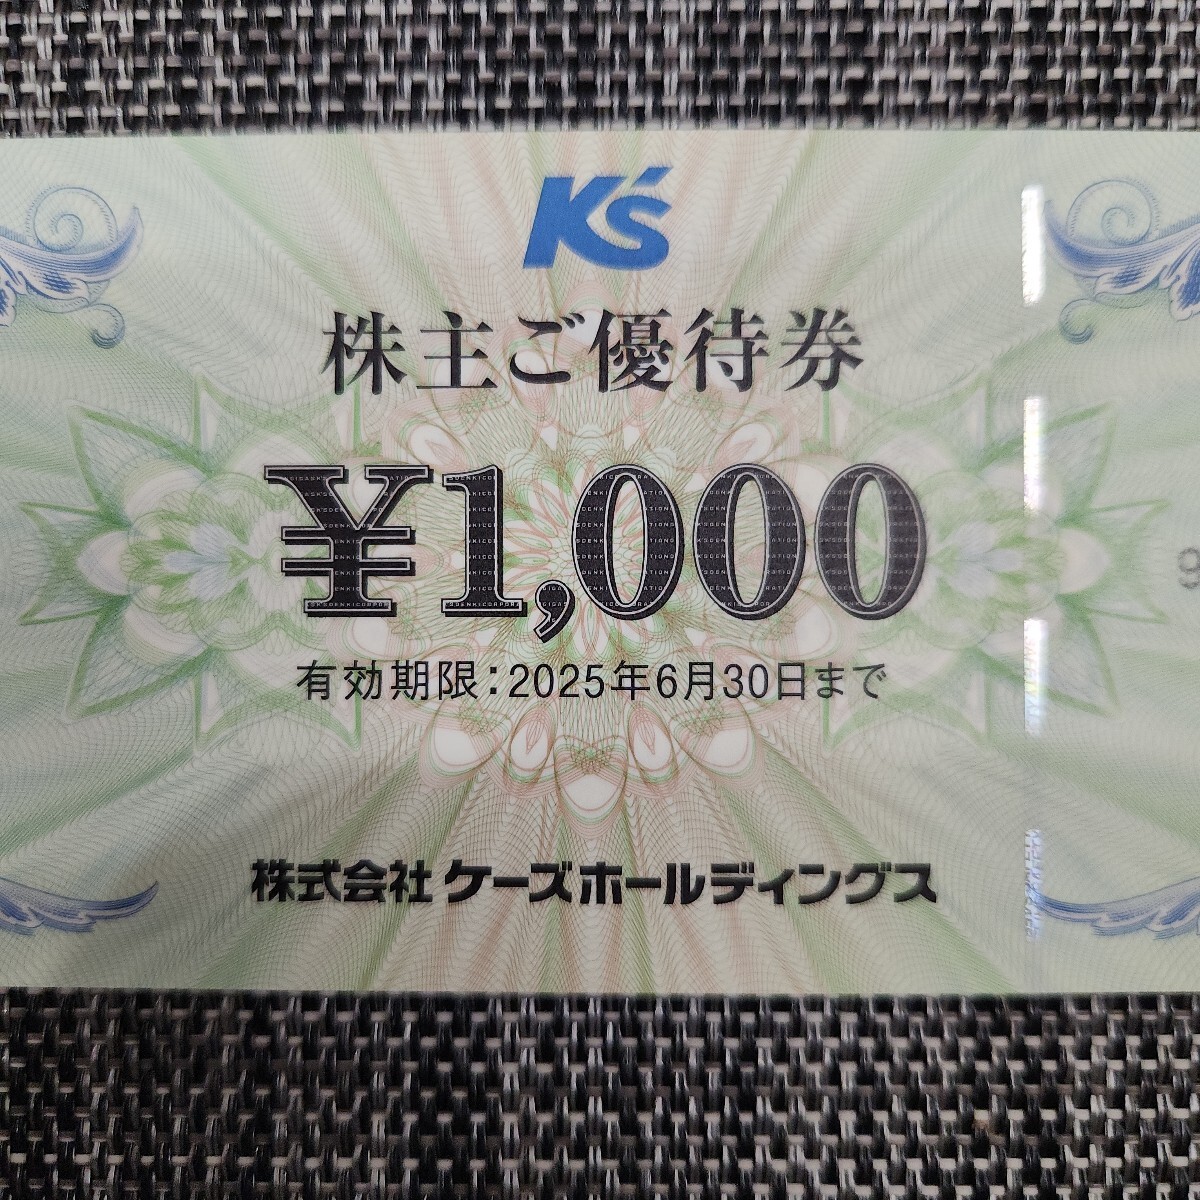 K's
株主ご優待券
¥1,000
有効期限:2025年6月30日まで
株式会社ケーズホールディングス